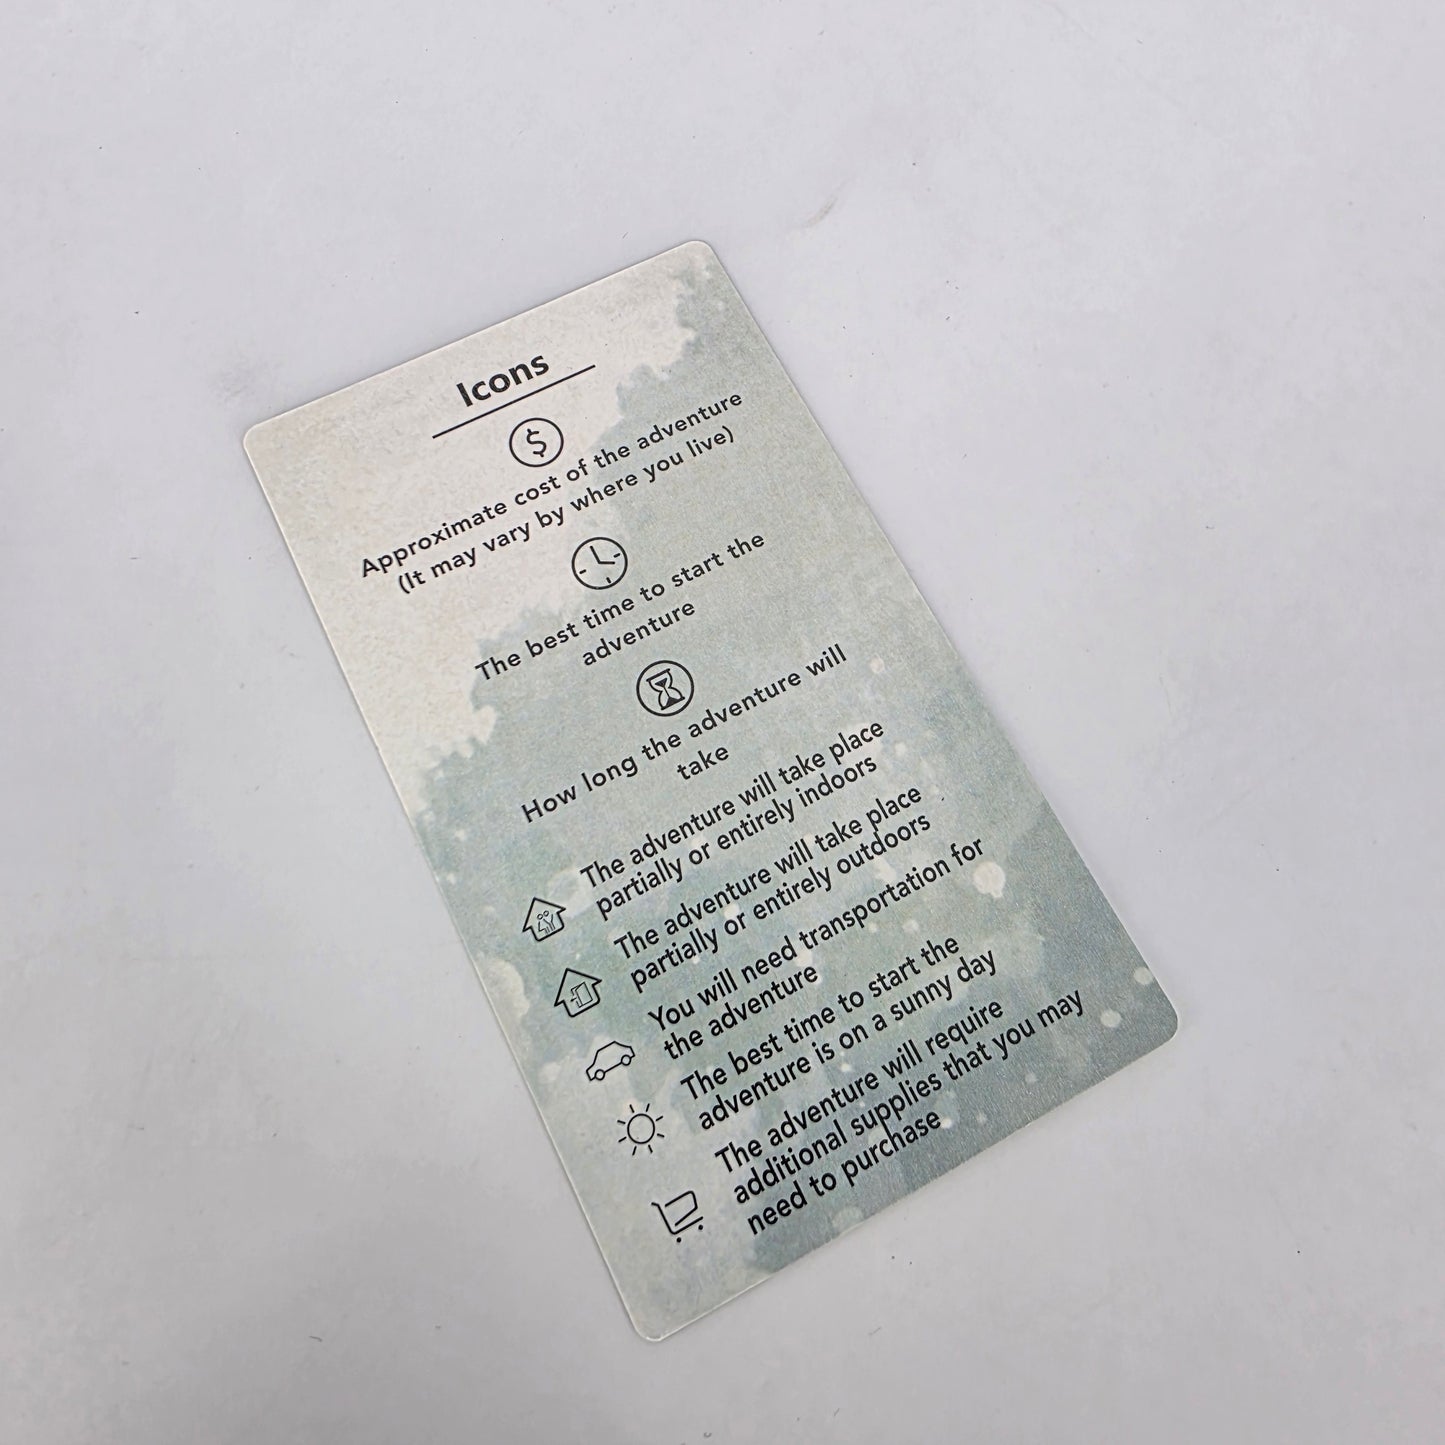 Icons
$
Approximate cost of the adventure
(It may vary by where you live)
The best time to start the
adventure
How long the adventure will
take
The adventure will take place
partially or entirely indoors
The adventure will take place
partially or entirely outdoors
You will need transportation for
the adventure
The best time to start the
adventure is on a sunny day
The adventure will require
additional supplies that you may
need to purchase